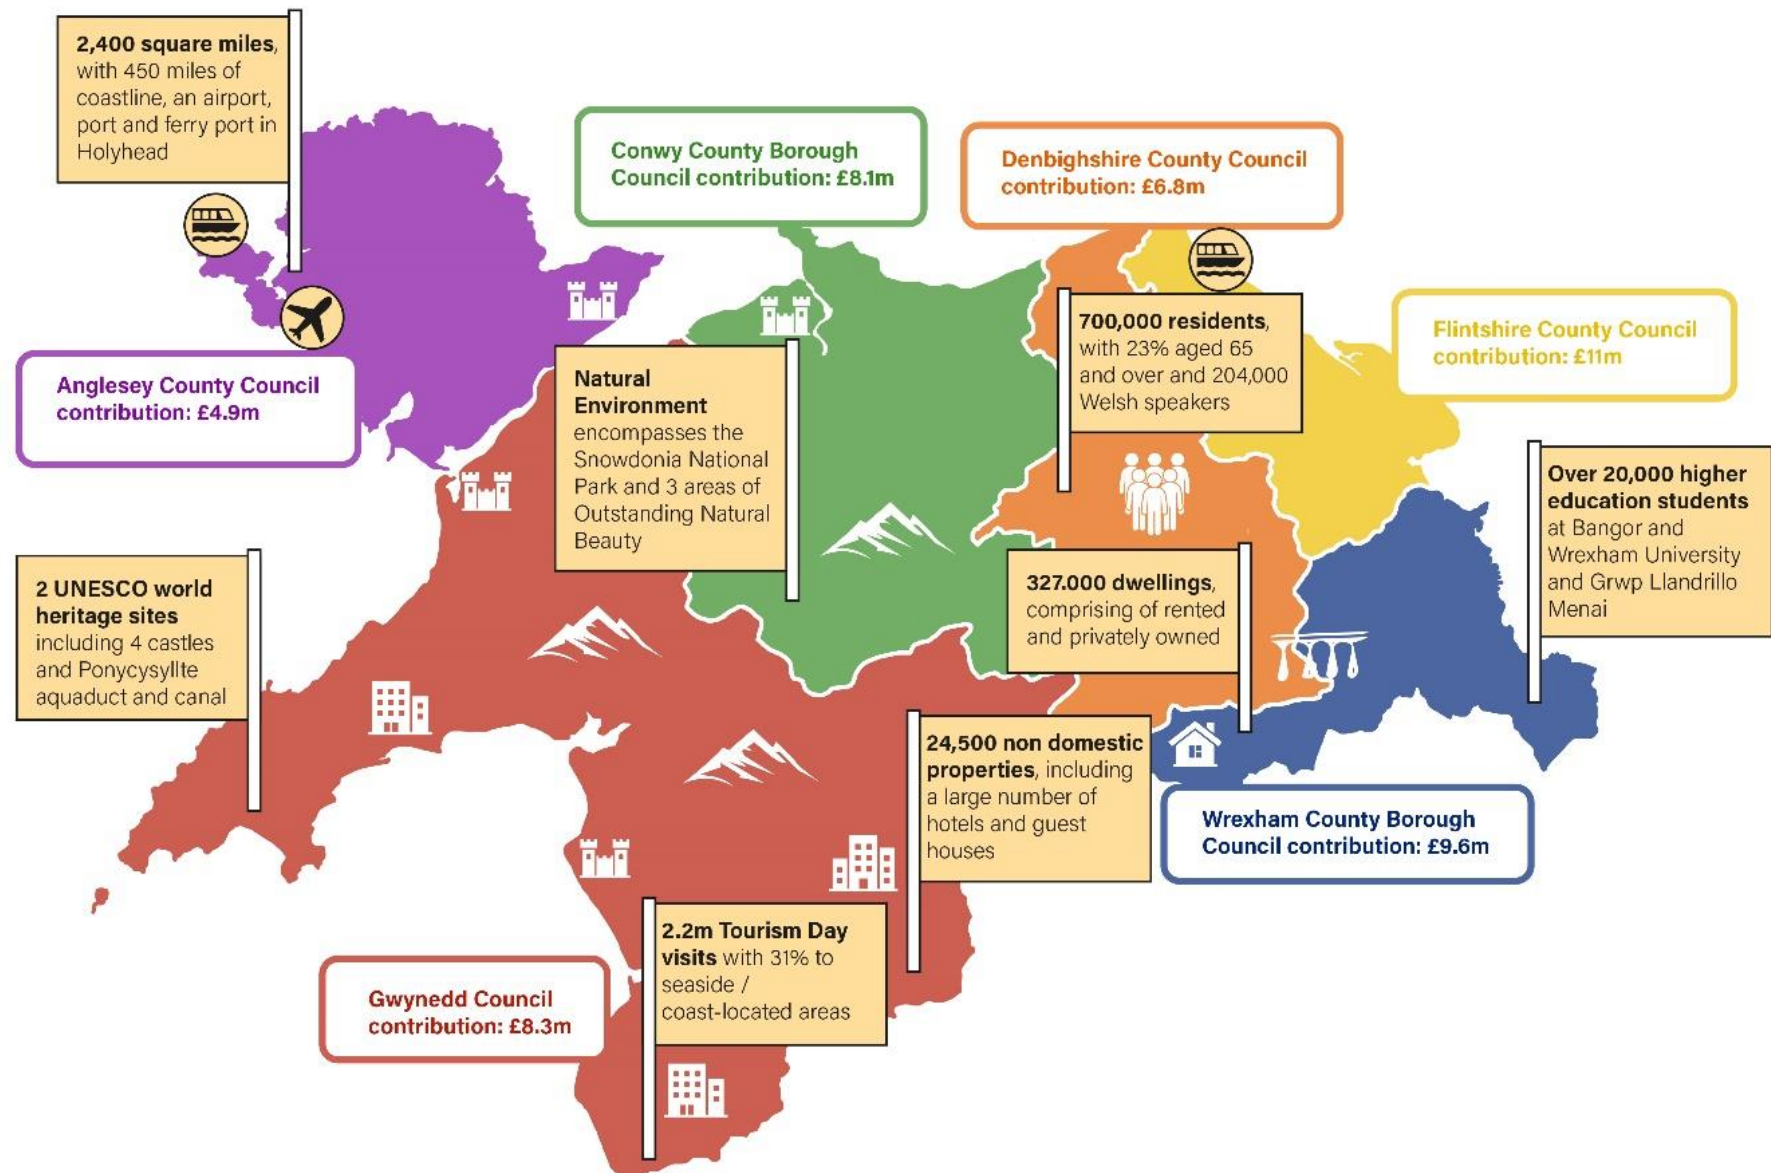 2,400 square miles,
with 450 miles of
coastline, an airport,
port and ferry port in
Holyhead
Conwy County Borough
Council contribution: £8.1m
Denbighshire County Council
contribution: £6.8m
Anglesey County Council
contribution: £4.9m
Natural
Environment
encompasses the
Snowdonia National
Park and 3 areas of
Outstanding Natural
Beauty
700,000 residents,
with 23% aged 65
and over and 204,000
Welsh speakers
Flintshire County Council
contribution: £11m
2 UNESCO world
heritage sites
including 4 castles
and Ponycysyllte
aquaduct and canal
327.000 dwellings,
comprising of rented
and privately owned
Over 20,000 higher
education students
at Bangor and
Wrexham University
and Grwp Llandrillo
Menai
24,500 non domestic
properties, including
a large number of
hotels and guest
houses
Wrexham County Borough
Council contribution: £9.6m
Gwynedd Council
contribution: £8.3m
2.2m Tourism Day
visits with 31% to
seaside /
coast-located areas